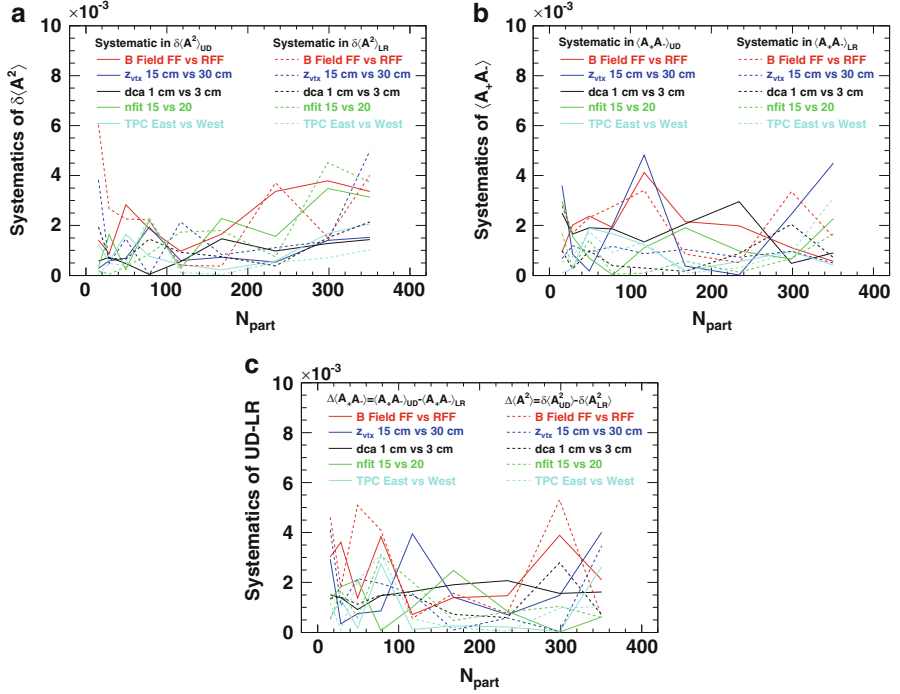 a
×10⁻³
Systematics of δ⟨A²⟩
10
8
6
4
2
0
Systematic in δ⟨A²⟩UD
B Field FF vs RFF
zvtx 15 cm vs 30 cm
dca 1 cm vs 3 cm
nfit 15 vs 20
TPC East vs West
Systematic in δ⟨A²⟩LR
B Field FF vs RFF
zvtx 15 cm vs 30 cm
dca 1 cm vs 3 cm
nfit 15 vs 20
TPC East vs West
0 100 200 300 400
Npart
b
×10⁻³
Systematics of ⟨A₊A₋⟩
10
8
6
4
2
0
Systematic in ⟨A₊A₋⟩UD
B Field FF vs RFF
zvtx 15 cm vs 30 cm
dca 1 cm vs 3 cm
nfit 15 vs 20
TPC East vs West
Systematic in ⟨A₊A₋⟩LR
B Field FF vs RFF
zvtx 15 cm vs 30 cm
dca 1 cm vs 3 cm
nfit 15 vs 20
TPC East vs West
0 100 200 300 400
Npart
c
×10⁻³
Systematics of UD-LR
10
8
6
4
2
0
Δ⟨A₊A₋⟩=⟨A₊A₋⟩UD-⟨A₊A₋⟩LR
B Field FF vs RFF
zvtx 15 cm vs 30 cm
dca 1 cm vs 3 cm
nfit 15 vs 20
TPC East vs West
Δ⟨A²⟩=δ⟨A²UD⟩-δ⟨A²LR⟩
B Field FF vs RFF
zvtx 15 cm vs 30 cm
dca 1 cm vs 3 cm
nfit 15 vs 20
TPC East vs West
0 100 200 300 400
Npart